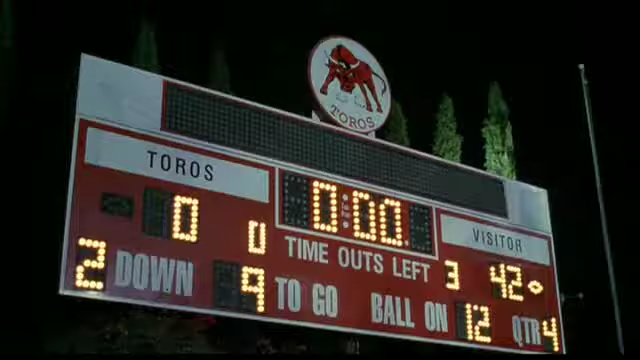 TOROS
TOROS
0:00
VISITOR
0 0 TIME OUTS LEFT 3 42
2 DOWN 9 TO GO BALL ON 12 QTR 4